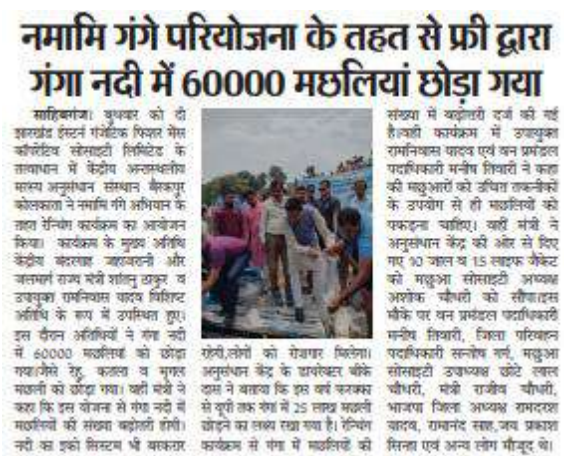 नमामि गंगे परियोजना के तहत से फ्री द्वारा
गंगा नदी में 60000 मछलियां छोड़ा गया
साहिबगंज। बुधवार को दी
झारखंड ईस्टर्न गंजेटिक फिशर मेंस
कॉपरेटिव सोसाइटी लिमिटेड के
तत्वाधान में केंद्रीय अन्तस्थलीय
मत्स्य अनुसंधान संस्थान बैरकपुर
कोलकाता ने नमामि गंगे अभियान के
तहत रेन्चिंग कार्यक्रम का आयोजन
किया। कार्यक्रम के मुख्य अतिथि
केंद्रीय बंदरगाह जहाजरानी और
जलमार्ग राज्य मंत्री शांतनु ठाकुर व
उपायुक्त रामनिवास यादव विशिष्ट
अतिथि के रूप में उपस्थित हुए।
इस दौरान अतिथियों ने गंगा नदी
में 60000 मछलियां को छोड़ा
गया।जैसे रेहू, कतला व मृगल
मछली को छोड़ा गया। वही मंत्री ने
कहा कि इस योजना से गंगा नदी में
मछलियों की संख्या बढ़ोतरी होगी।
नदी का इको सिस्टम भी बरकरार
रहेगी,लोगों को रोजगार मिलेगा।
अनुसंधान केंद्र के डायरेक्टर बीके
दास ने बताया कि इस वर्ष फरक्का
से यूपी तक गंगा में 25 लाख मछली
छोड़ने का लक्ष्य रखा गया है। रेन्चिंग
कार्यक्रम से गंगा में मछलियों की
संख्या में बढ़ोतरी दर्ज की गई
है।वही कार्यक्रम में उपायुक्त
रामनिवास यादव एवं वन प्रमंडल
पदाधिकारी मनीष तिवारी ने कहा
की मछुआरों को उचित तकनीकों
के उपयोग से ही मछलियों को
पकड़ना चाहिए। वहीं मंत्री ने
अनुसंधान केंद्र की ओर से दिए
गए 10 जाल व 15 लाइफ जैकेट
को मछुआ सोसाइटी अध्यक्ष
अशोक चौधरी को सौंपा।इस
मौके पर वन प्रमंडल पदाधिकारी
मनीष तिवारी, जिला परिवहन
पदाधिकारी सन्तोष गर्ग, मछुआ
सोसाइटी उपाध्यक्ष छोटे लाल
चौधरी, मंत्री राजीव चौधरी,
भाजपा जिला अध्यक्ष रामदरश
यादव, रामानंद साह,जय प्रकाश
सिन्हा एवं अन्य लोग मौजूद थे।